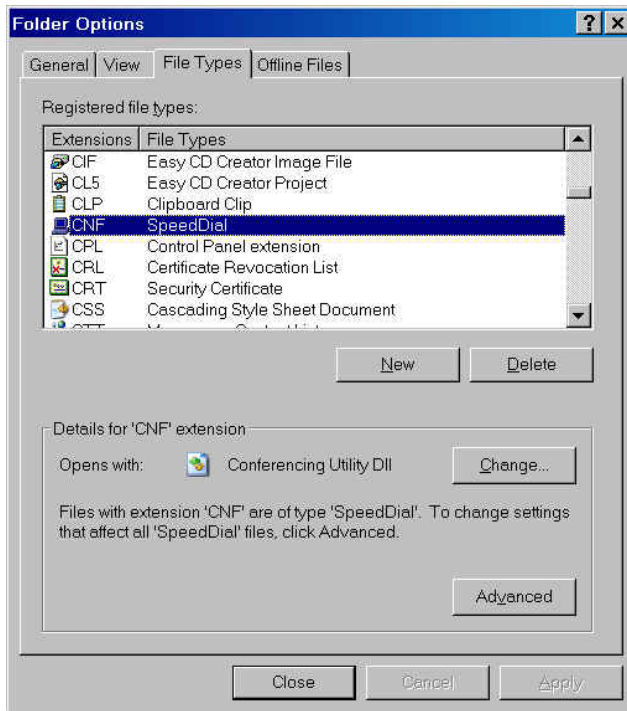 Folder Options
General View File Types Offline Files
Registered file types:
Extensions File Types
CIF Easy CD Creator Image File
CL5 Easy CD Creator Project
CLP Clipboard Clip
CNF SpeedDial
CPL Control Panel extension
CRL Certificate Revocation List
CRT Security Certificate
CSS Cascading Style Sheet Document
New Delete
Details for 'CNF' extension
Opens with: Conferencing Utility Dll Change...
Files with extension 'CNF' are of type 'SpeedDial'. To change settings
that affect all 'SpeedDial' files, click Advanced.
Advanced
Close Cancel Apply